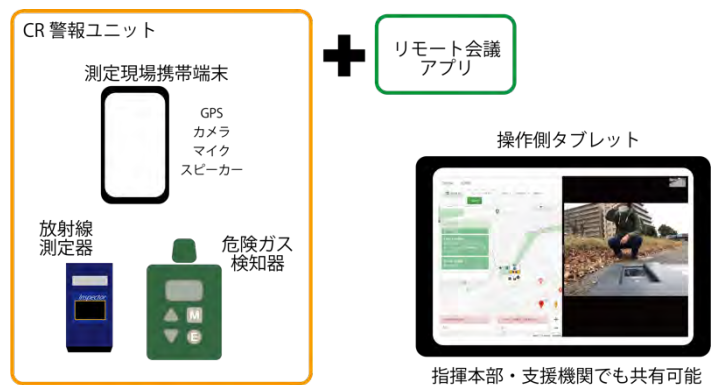 CR 警報ユニット
測定現場携帯端末
GPS
カメラ
マイク
スピーカー
放射線
測定器
Inspector
危険ガス
検知器
M
E
リモート会議
アプリ
操作側タブレット
指揮本部・支援機関でも共有可能